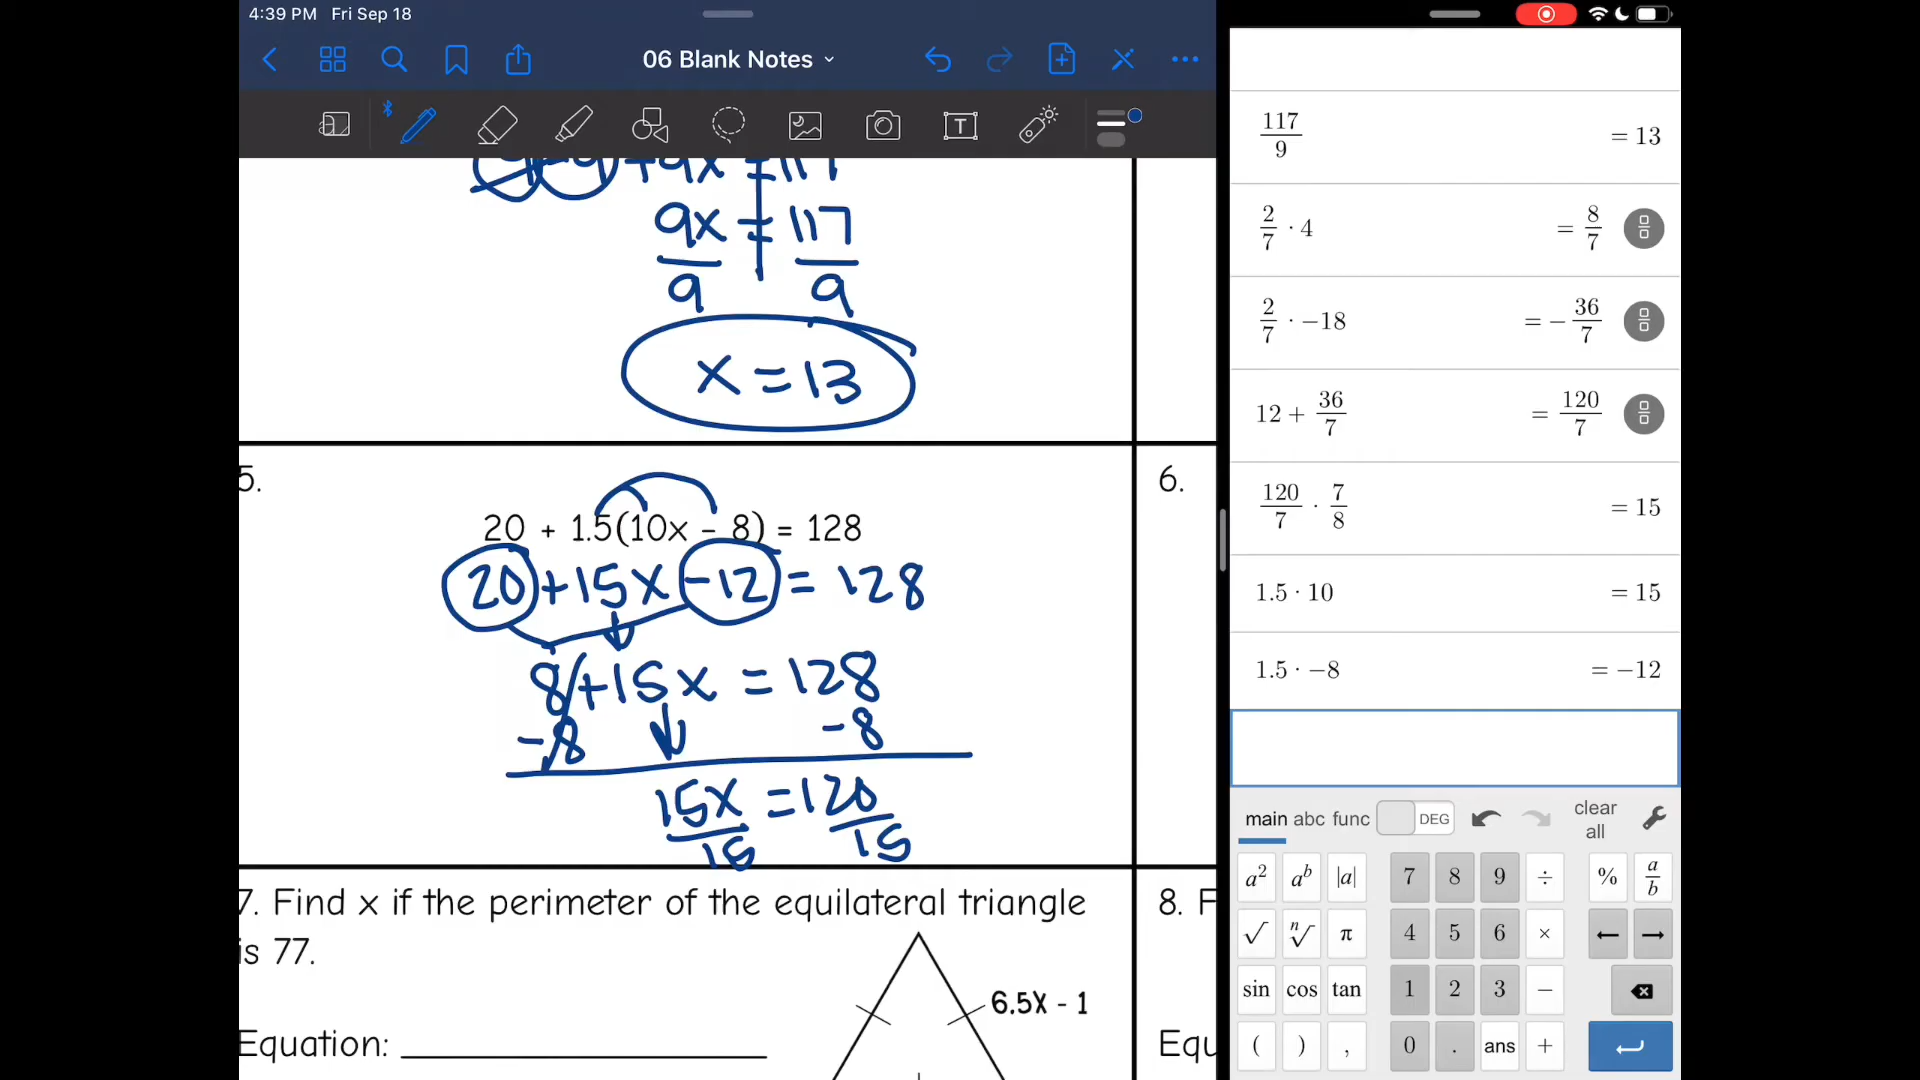 4:39 PM Fri Sep 18
06 Blank Notes
T
9x = 117
9 9
x = 13
5.
20 + 1.5(10x - 8) = 128
20 +15x -12 = 128
8 +15x = 128
-8 -8
15x = 120
15 15
6.
7. Find x if the perimeter of the equilateral triangle
is 77.
6.5X - 1
Equation:
8. F
Equ
117/9 = 13
2/7 · 4 = 8/7
2/7 · −18 = − 36/7
12 + 36/7 = 120/7
120/7 · 7/8 = 15
1.5 · 10 = 15
1.5 · −8 = −12
main abc func DEG clear all
a² aᵇ |a| 7 8 9 ÷ % a/b
√ ⁿ√ π 4 5 6 × ← →
sin cos tan 1 2 3 −
( ) , 0 . ans +